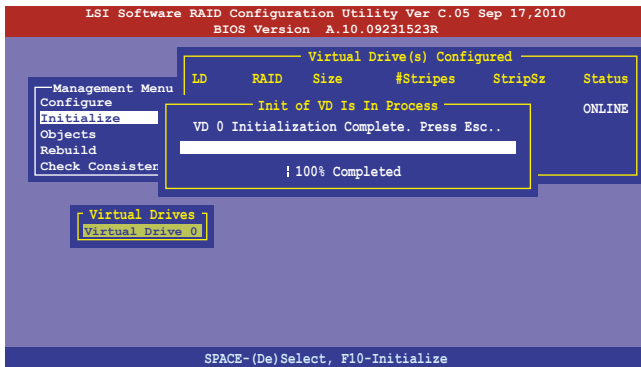 LSI Software RAID Configuration Utility Ver C.05 Sep 17,2010
BIOS Version A.10.09231523R
Virtual Drive(s) Configured
LD RAID Size #Stripes StripSz Status
ONLINE
Management Menu
Configure
Initialize
Objects
Rebuild
Check Consisten
Init of VD Is In Process
VD 0 Initialization Complete. Press Esc..
100% Completed
Virtual Drives
Virtual Drive 0
SPACE-(De)Select, F10-Initialize